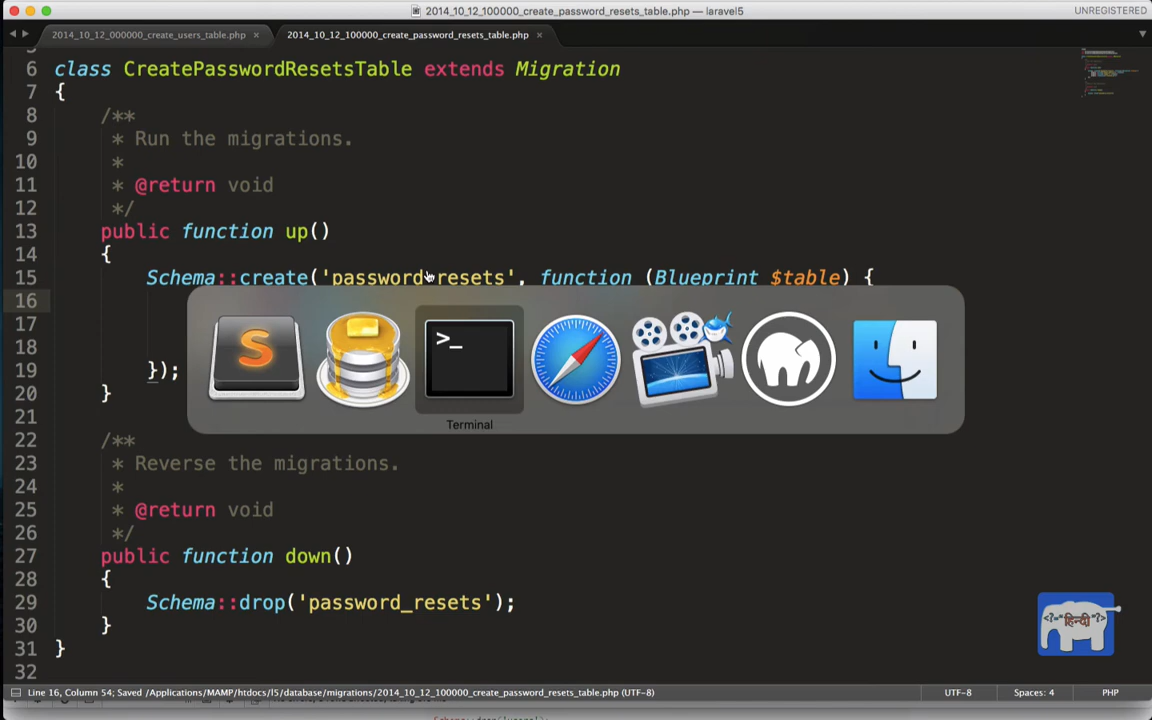 2014_10_12_100000_create_password_resets_table.php — laravel5
UNREGISTERED
2014_10_12_000000_create_users_table.php ×
2014_10_12_100000_create_password_resets_table.php ×
6 class CreatePasswordResetsTable extends Migration
7 {
8 /**
9 * Run the migrations.
10 *
11 * @return void
12 */
13 public function up()
14 {
15 Schema::create('password_resets', function (Blueprint $table) {
16
17
18
19 });
20 }
21
22 /**
23 * Reverse the migrations.
24 *
25 * @return void
26 */
27 public function down()
28 {
29 Schema::drop('password_resets');
30 }
31 }
32
S
>_
Terminal
<?="हिन्दी"?>
Line 16, Column 54; Saved /Applications/MAMP/htdocs/l5/database/migrations/2014_10_12_100000_create_password_resets_table.php (UTF-8)
UTF-8
Spaces: 4
PHP